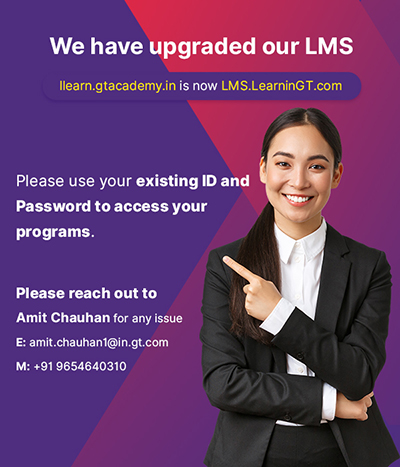 We have upgraded our LMS
llearn.gtacademy.in is now LMS.LearninGT.com
Please use your existing ID and
Password to access your
programs.
Please reach out to
Amit Chauhan for any issue
E: amit.chauhan1@in.gt.com
M: +91 9654640310